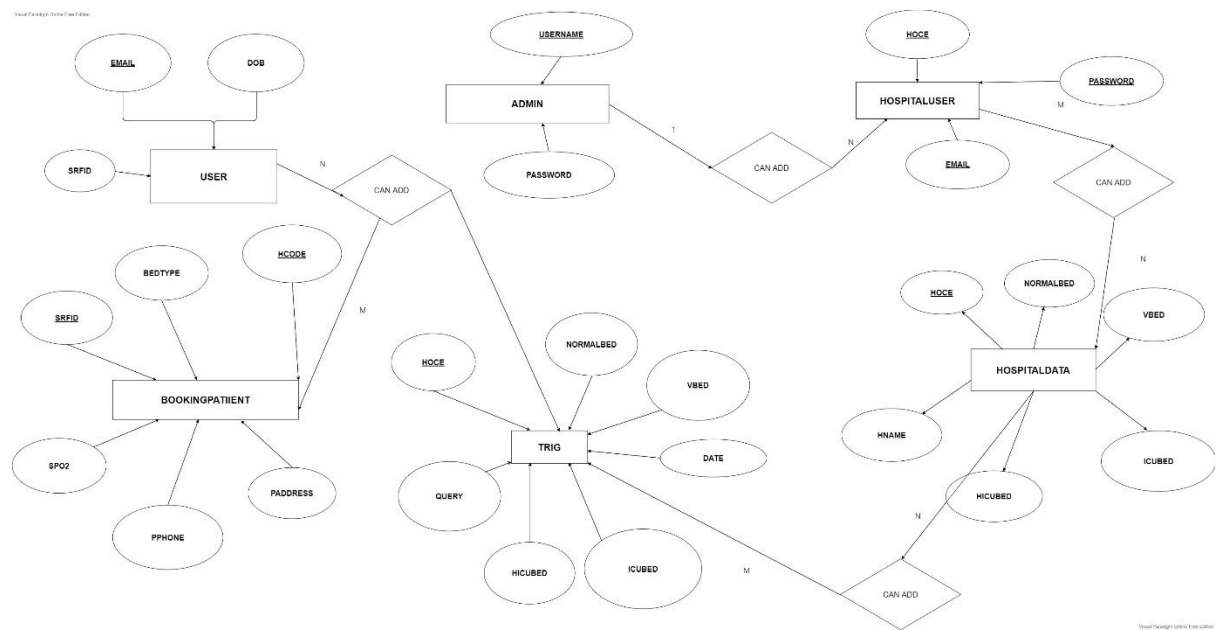 Visual Paradigm Online Free Edition
USERNAME
HOCE
EMAIL
DOB
PASSWORD
ADMIN
HOSPITALUSER
M
1
N
CAN ADD
SRFID
USER
N
CAN ADD
PASSWORD
EMAIL
CAN ADD
HCODE
BEDTYPE
N
NORMALBED
HOCE
VBED
SRFID
M
NORMALBED
HOCE
HOSPITALDATA
VBED
BOOKINGPATIIENT
HNAME
TRIG
DATE
ICUBED
SPO2
PADDRESS
QUERY
HICUBED
N
PPHONE
HICUBED
ICUBED
M
CAN ADD
Visual Paradigm Online Free Edition